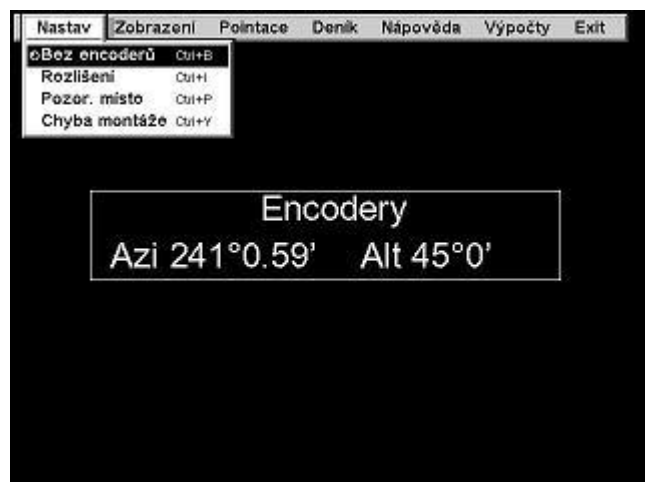 Nastav Zobrazení Pointace Deník Nápověda Výpočty Exit
Bez encoderů Ctrl+B
Rozlišení Ctrl+I
Pozor. místo Ctrl+P
Chyba montáže Ctrl+Y
Encodery
Azi 241°0.59' Alt 45°0'